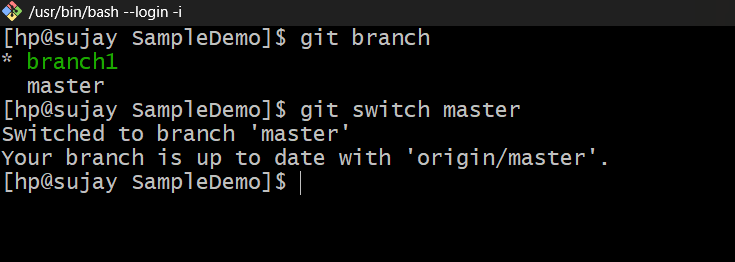 /usr/bin/bash --login -i
[hp@sujay SampleDemo]$ git branch
* branch1
  master
[hp@sujay SampleDemo]$ git switch master
Switched to branch 'master'
Your branch is up to date with 'origin/master'.
[hp@sujay SampleDemo]$